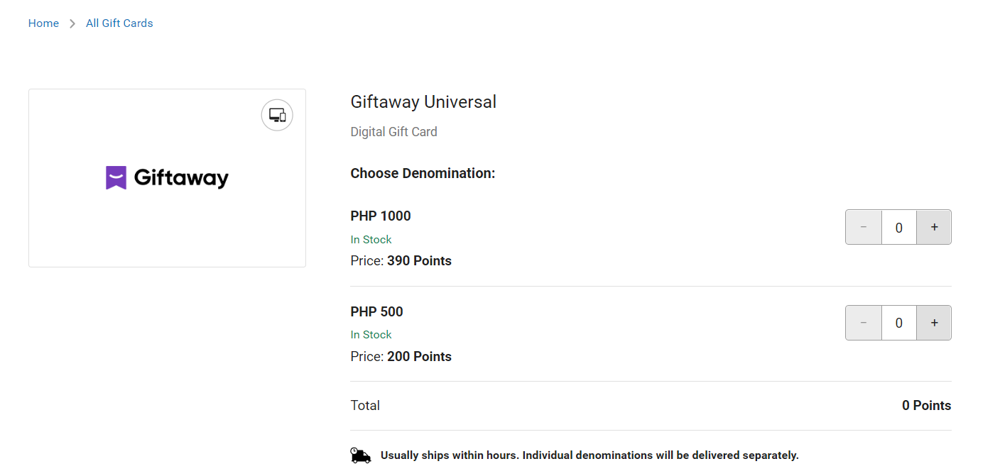 Home > All Gift Cards
Giftaway
Giftaway Universal
Digital Gift Card
Choose Denomination:
PHP 1000
In Stock
Price: 390 Points
− 0 +
PHP 500
In Stock
Price: 200 Points
− 0 +
Total 0 Points
Usually ships within hours. Individual denominations will be delivered separately.